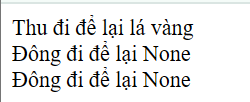 Thu đi để lại lá vàng
Đông đi để lại None
Đông đi để lại None